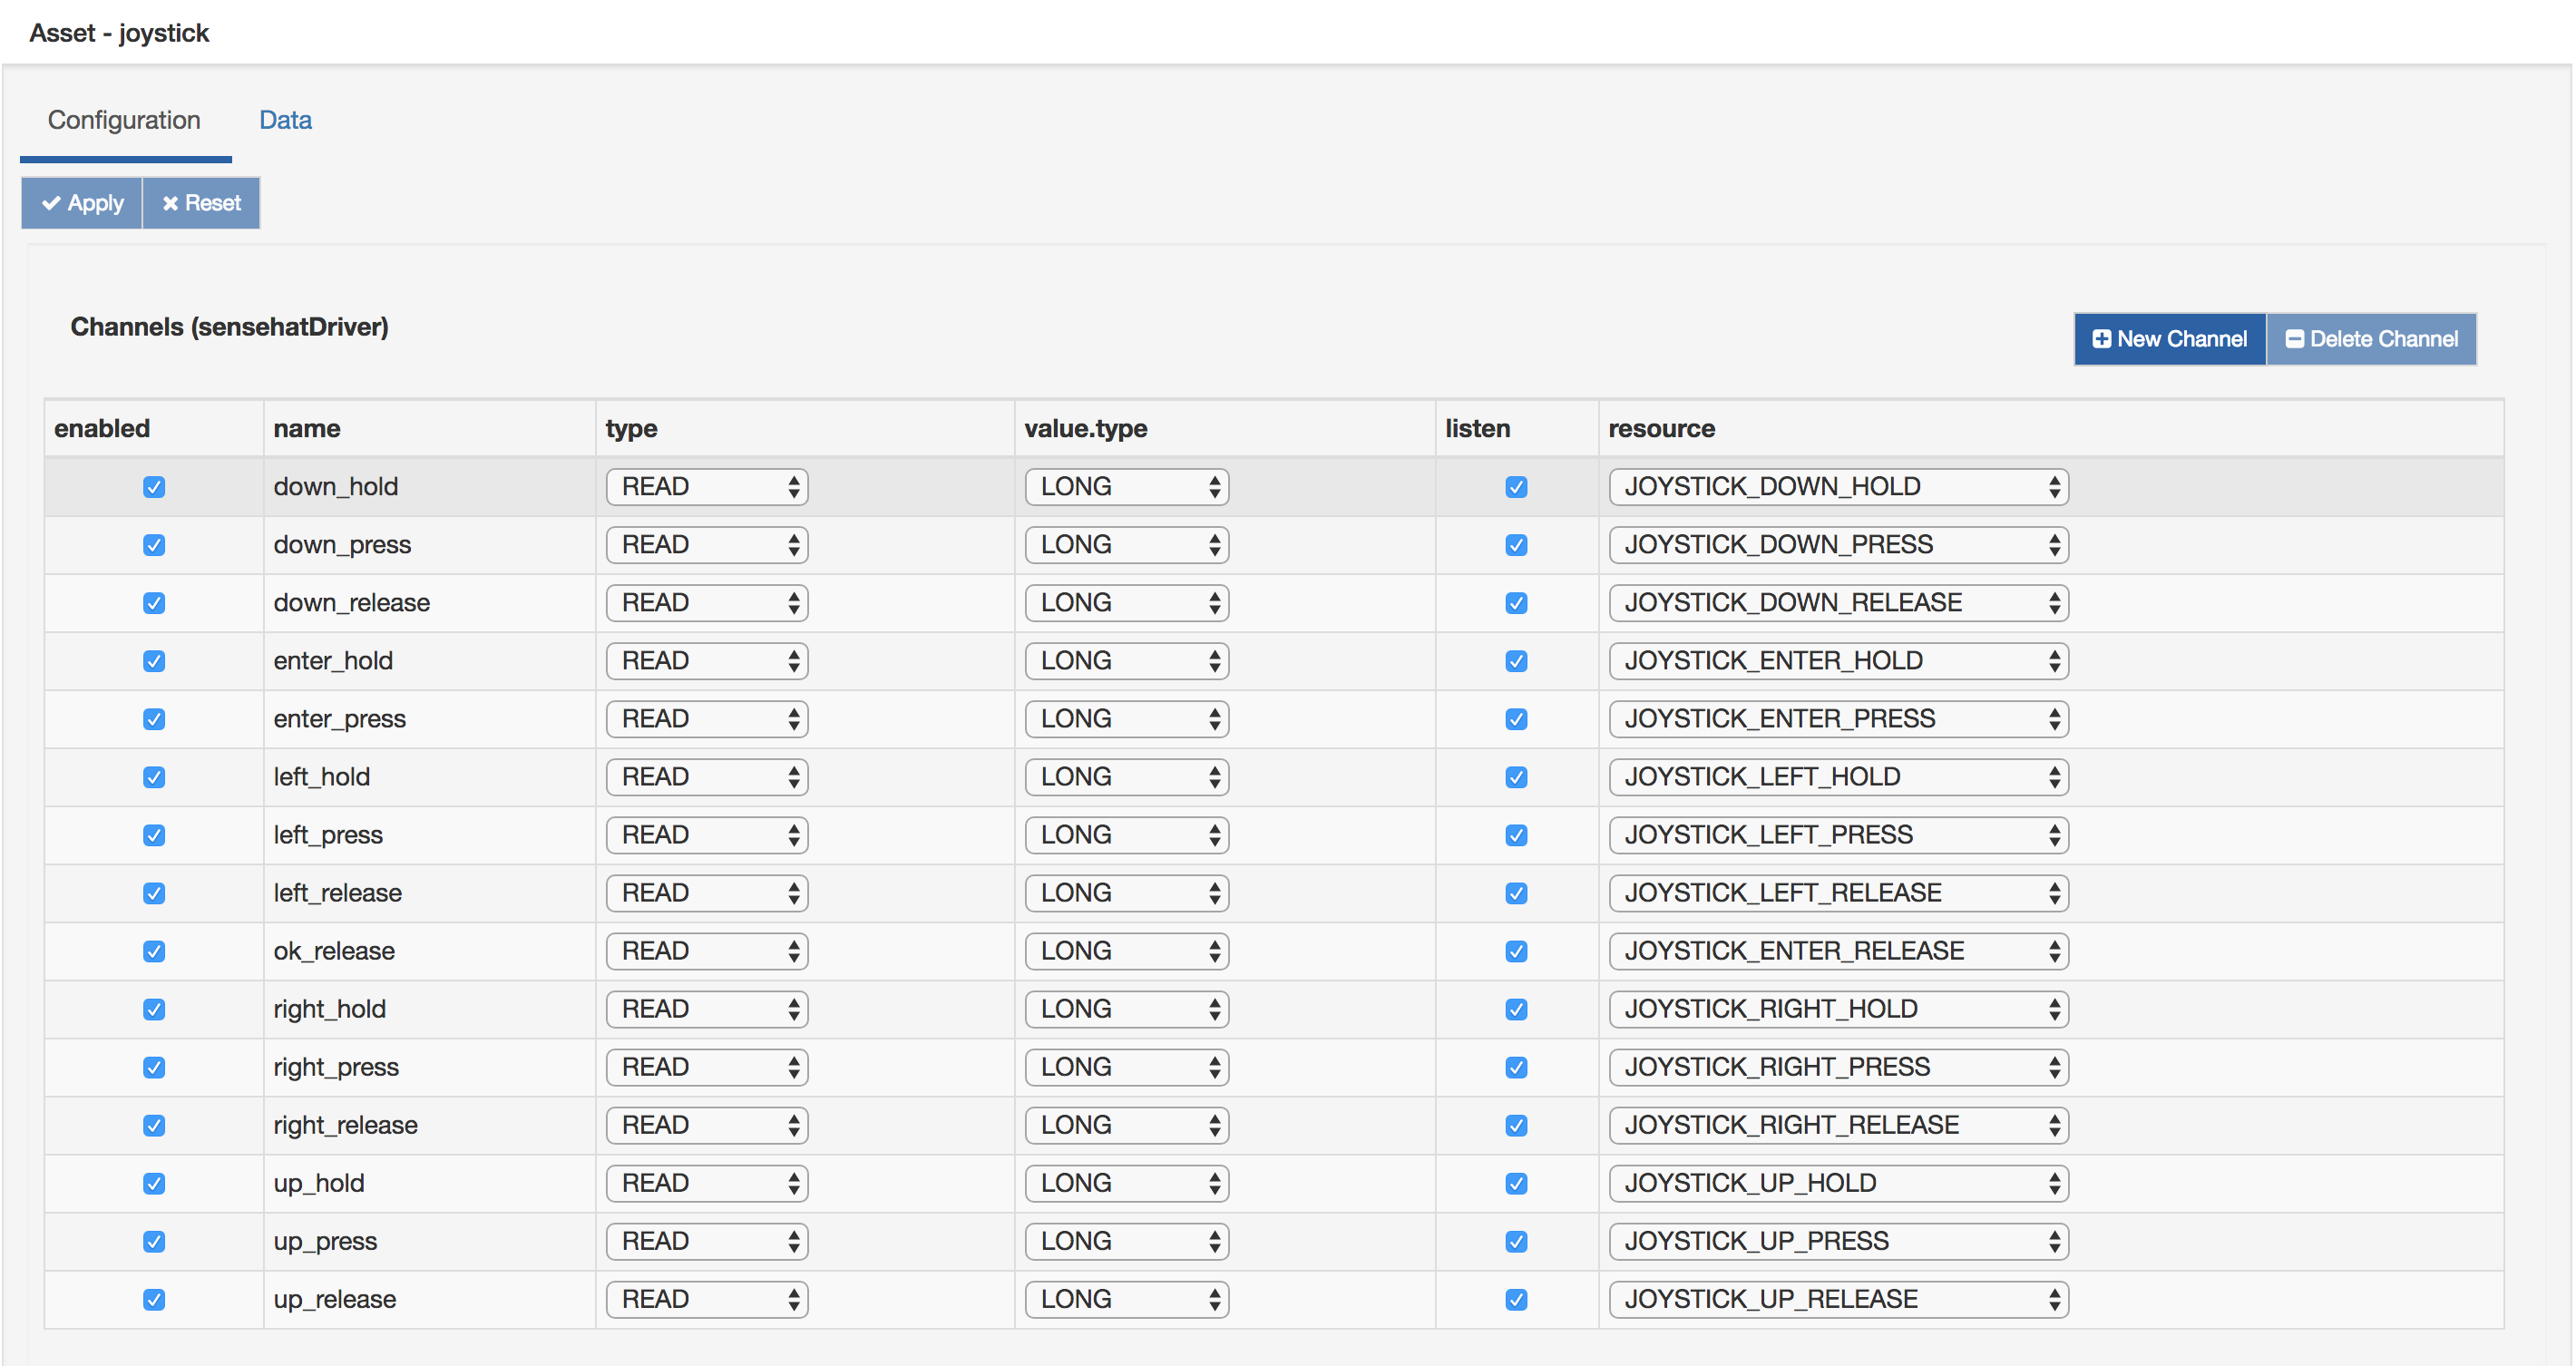 Asset - joystick
Configuration Data
Apply Reset
Channels (sensehatDriver)
New Channel Delete Channel
enabled name type value.type listen resource
down_hold READ LONG JOYSTICK_DOWN_HOLD
down_press READ LONG JOYSTICK_DOWN_PRESS
down_release READ LONG JOYSTICK_DOWN_RELEASE
enter_hold READ LONG JOYSTICK_ENTER_HOLD
enter_press READ LONG JOYSTICK_ENTER_PRESS
left_hold READ LONG JOYSTICK_LEFT_HOLD
left_press READ LONG JOYSTICK_LEFT_PRESS
left_release READ LONG JOYSTICK_LEFT_RELEASE
ok_release READ LONG JOYSTICK_ENTER_RELEASE
right_hold READ LONG JOYSTICK_RIGHT_HOLD
right_press READ LONG JOYSTICK_RIGHT_PRESS
right_release READ LONG JOYSTICK_RIGHT_RELEASE
up_hold READ LONG JOYSTICK_UP_HOLD
up_press READ LONG JOYSTICK_UP_PRESS
up_release READ LONG JOYSTICK_UP_RELEASE